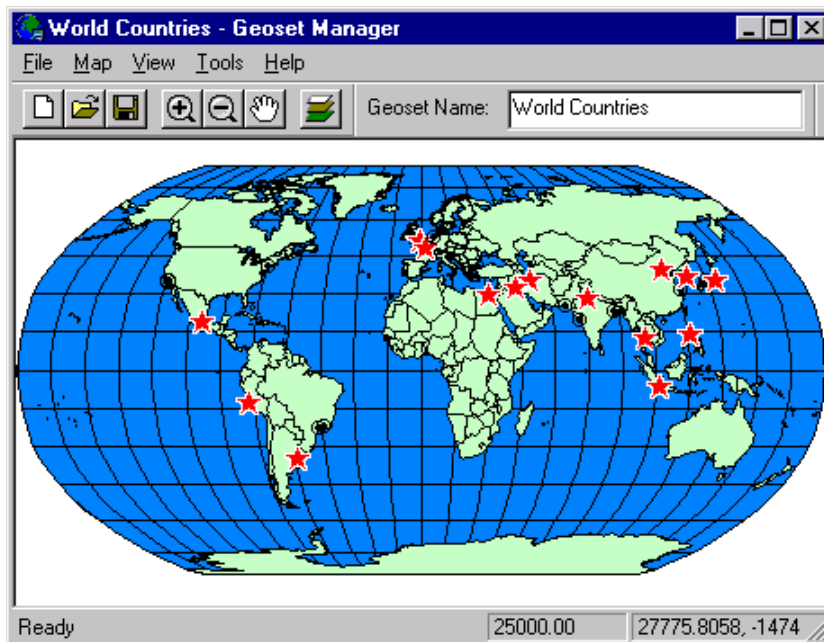 World Countries - Geoset Manager
File Map View Tools Help
Geoset Name: World Countries
Ready 25000.00 27775.8058, -1474